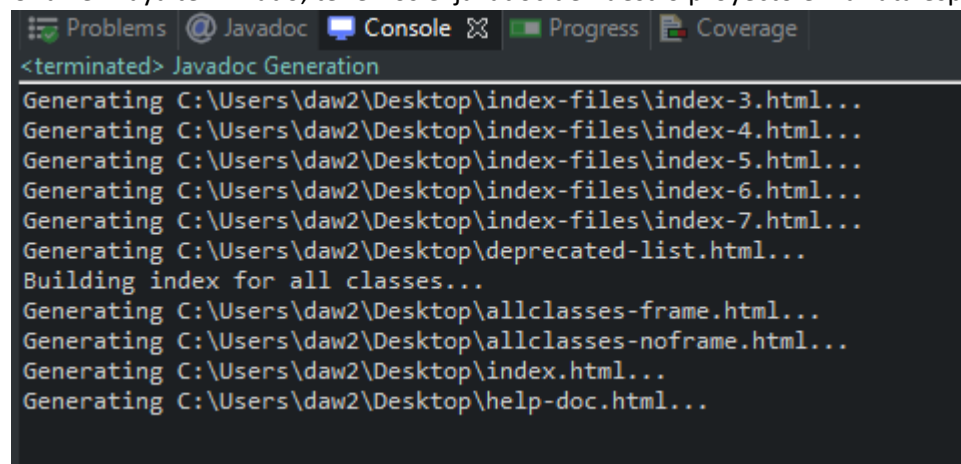 Problems @ Javadoc Console Progress Coverage
<terminated> Javadoc Generation
Generating C:\Users\daw2\Desktop\index-files\index-3.html...
Generating C:\Users\daw2\Desktop\index-files\index-4.html...
Generating C:\Users\daw2\Desktop\index-files\index-5.html...
Generating C:\Users\daw2\Desktop\index-files\index-6.html...
Generating C:\Users\daw2\Desktop\index-files\index-7.html...
Generating C:\Users\daw2\Desktop\deprecated-list.html...
Building index for all classes...
Generating C:\Users\daw2\Desktop\allclasses-frame.html...
Generating C:\Users\daw2\Desktop\allclasses-noframe.html...
Generating C:\Users\daw2\Desktop\index.html...
Generating C:\Users\daw2\Desktop\help-doc.html...